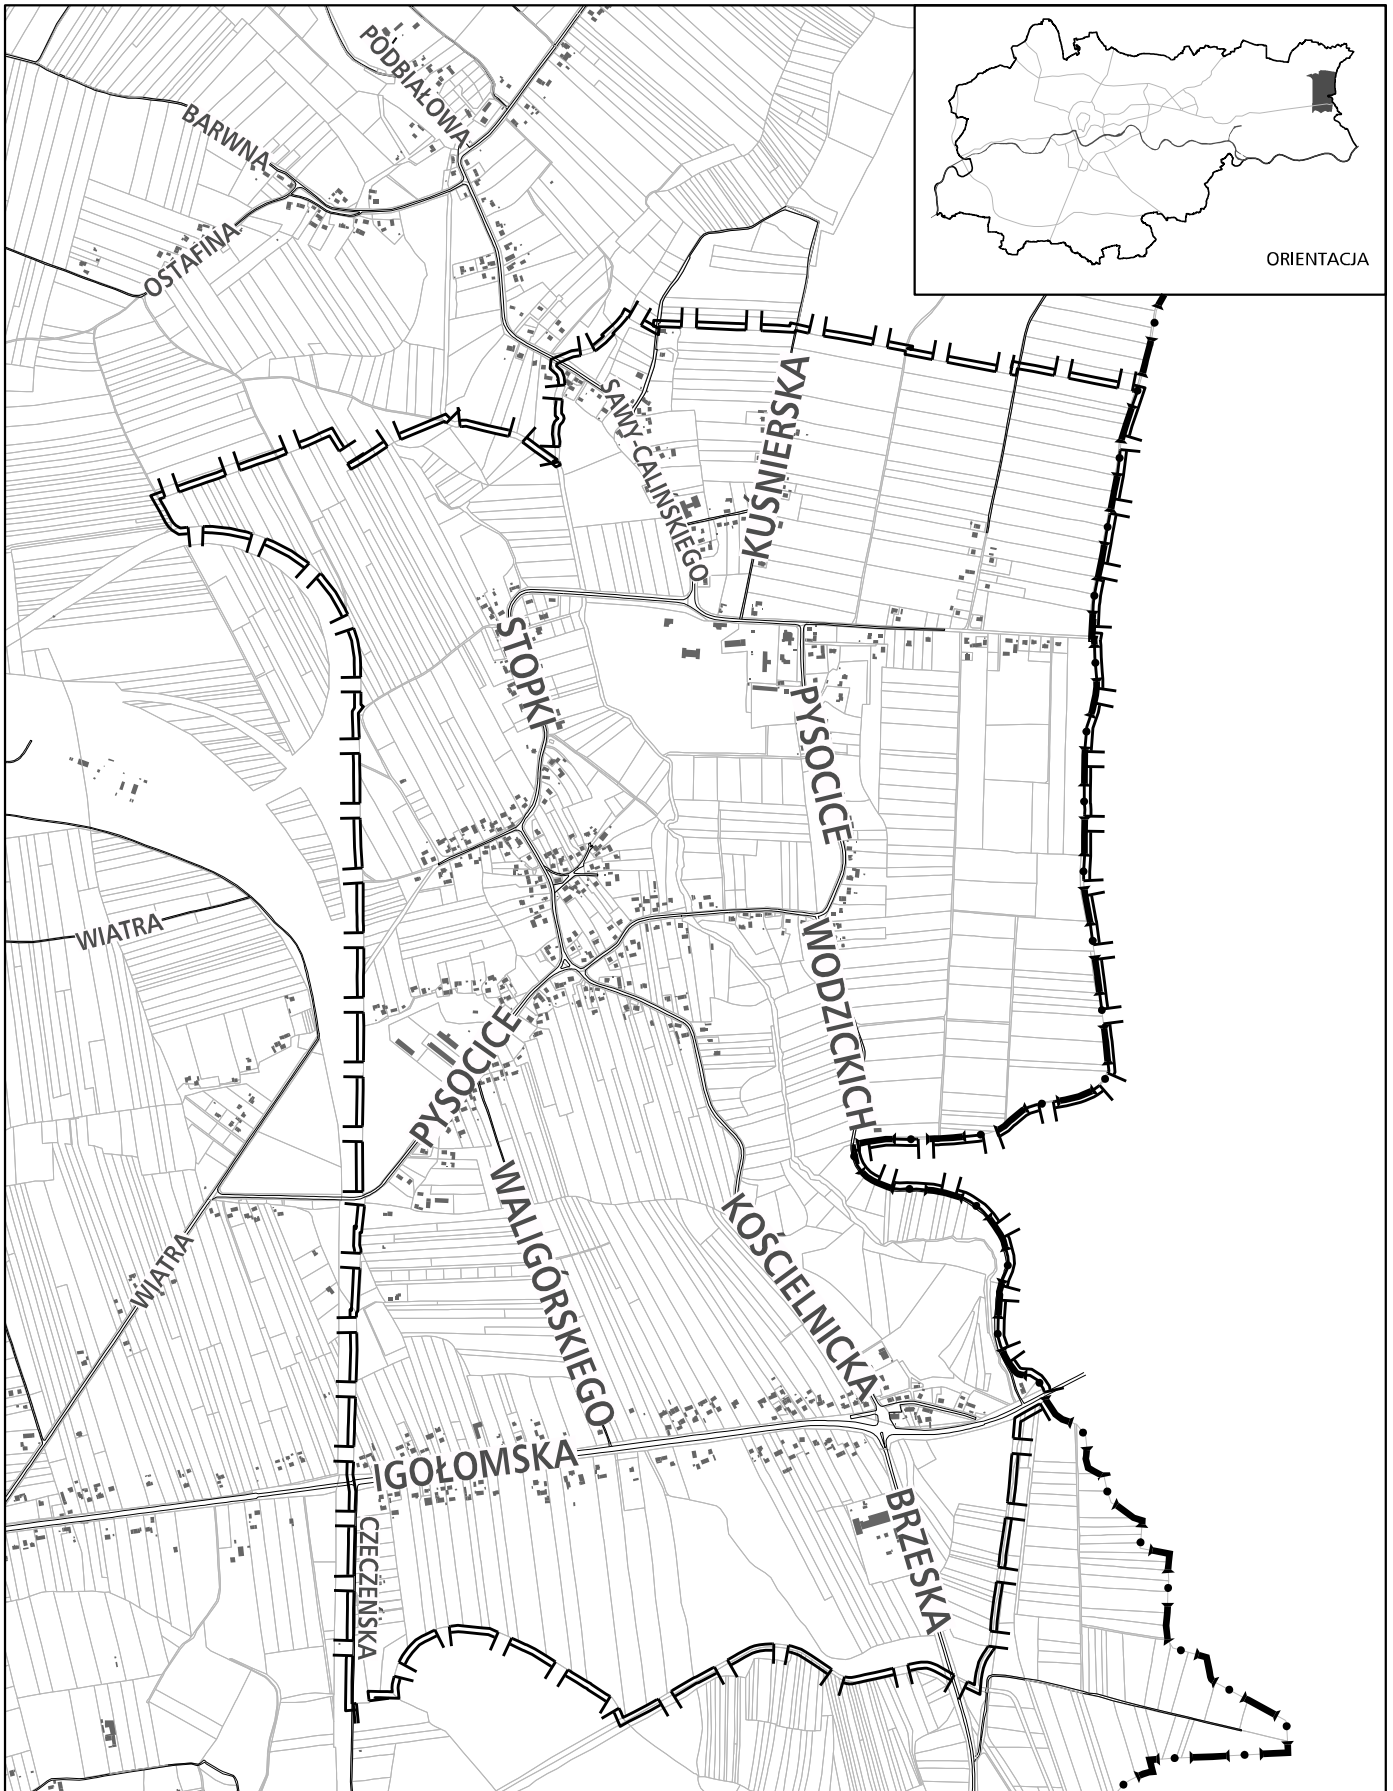 PODBIAŁOWA
BARWNA
OSTAFINA
ORIENTACJA
SAWY-CALIŃSKIEGO
KUŚNIERSKA
STOPKI
PYSOCICE
WIATRA
WODZICKICH
PYSOCICE
WALIGÓRSKIEGO
KOŚCIELNICKA
WIATRA
IGOŁOMSKA
BRZESKA
CZECZEŃSKA